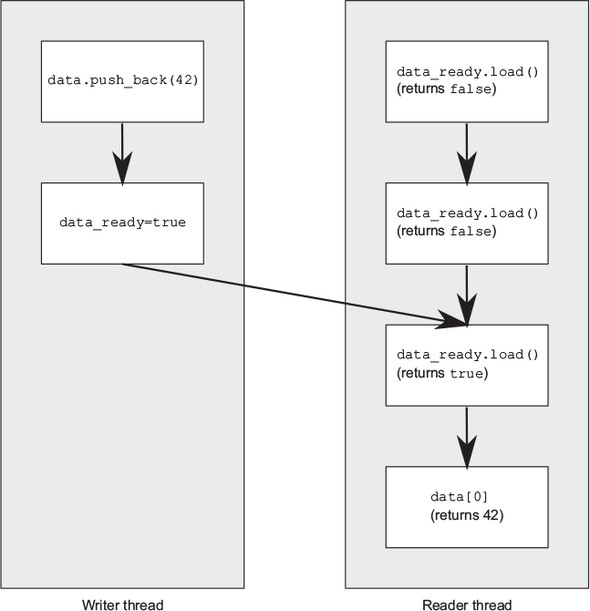 data.push_back(42)
data_ready=true
Writer thread
data_ready.load()
(returns false)
data_ready.load()
(returns false)
data_ready.load()
(returns true)
data[0]
(returns 42)
Reader thread